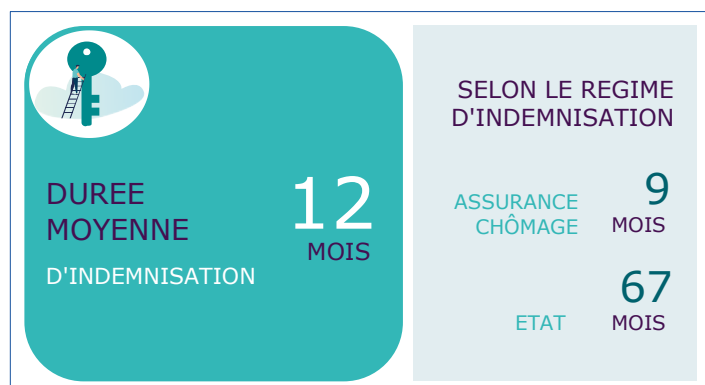 DUREE
MOYENNE
D'INDEMNISATION
12
MOIS
SELON LE REGIME
D'INDEMNISATION
ASSURANCE
CHÔMAGE
9
MOIS
ETAT
67
MOIS